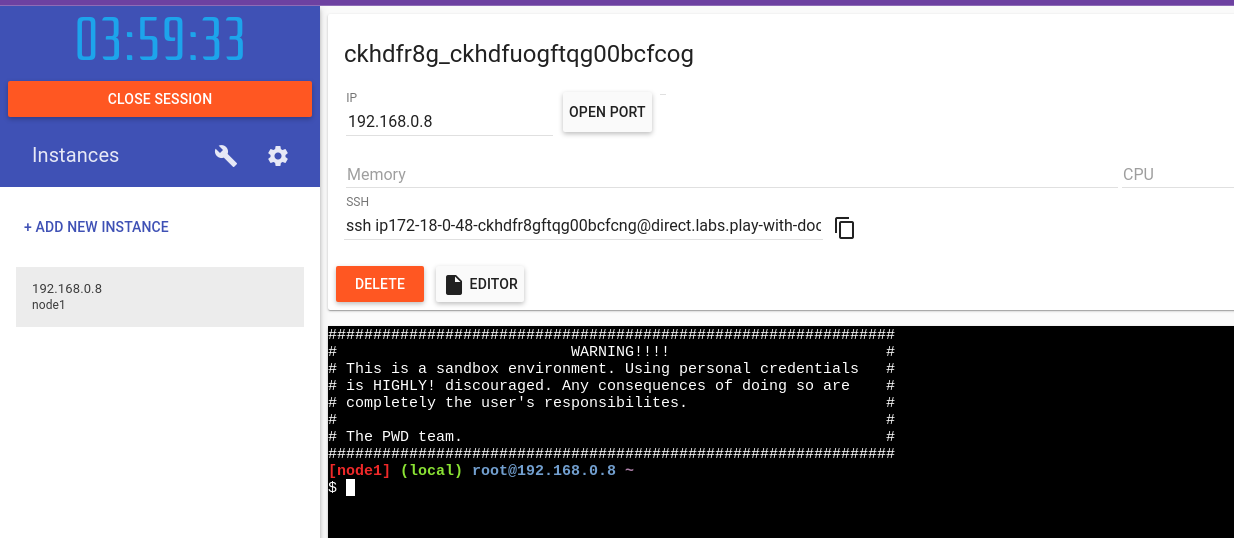 03:59:33
CLOSE SESSION
Instances
+ ADD NEW INSTANCE
192.168.0.8
node1
ckhdfr8g_ckhdfuogftqg00bcfcog
IP
192.168.0.8
OPEN PORT
Memory
CPU
SSH
ssh ip172-18-0-48-ckhdfr8gftqg00bcfcng@direct.labs.play-with-doc
DELETE
EDITOR
###############################################################
#                          WARNING!!!!                        #
# This is a sandbox environment. Using personal credentials   #
# is HIGHLY! discouraged. Any consequences of doing so are    #
# completely the user's responsibilites.                      #
#                                                             #
# The PWD team.                                               #
###############################################################
[node1] (local) root@192.168.0.8 ~
$